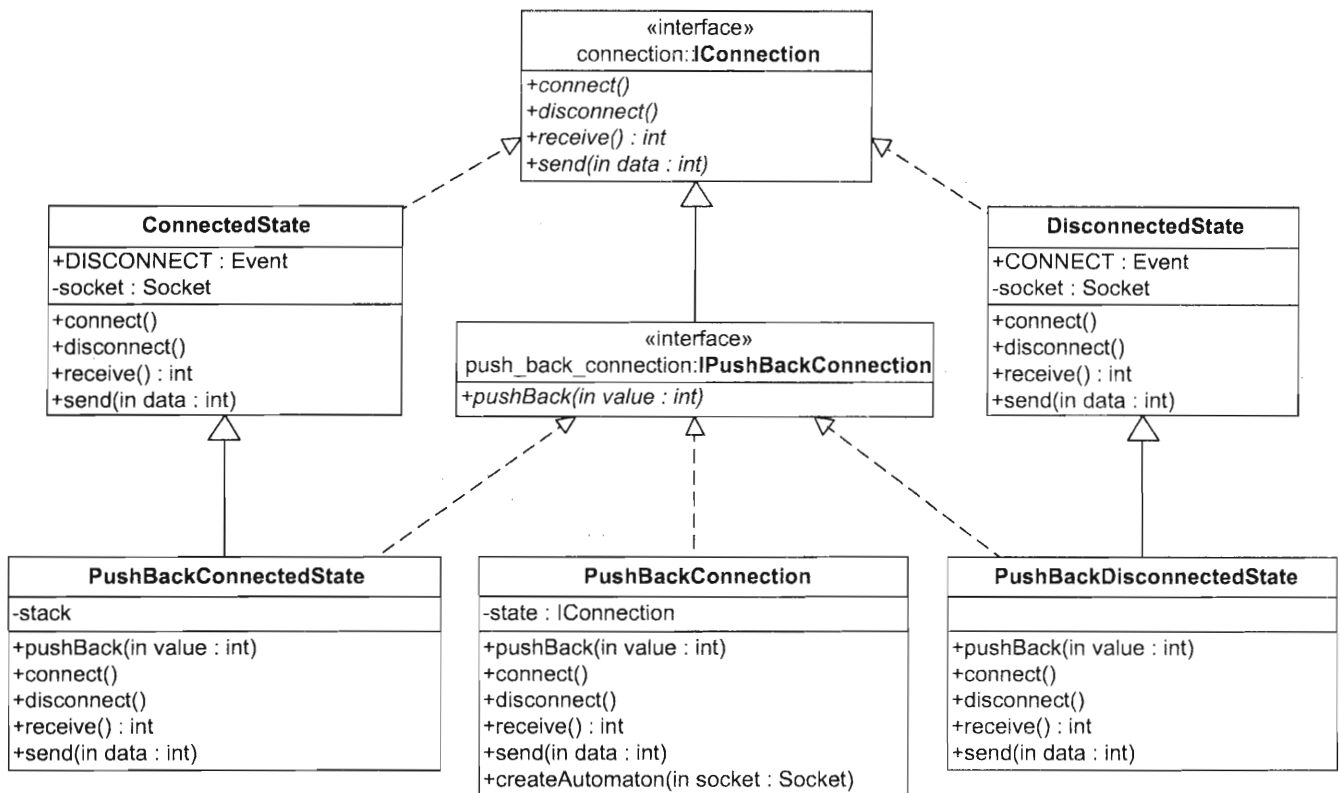 «interface»
connection::IConnection
+connect()
+disconnect()
+receive() : int
+send(in data : int)
ConnectedState
+DISCONNECT : Event
-socket : Socket
+connect()
+disconnect()
+receive() : int
+send(in data : int)
DisconnectedState
+CONNECT : Event
-socket : Socket
+connect()
+disconnect()
+receive() : int
+send(in data : int)
«interface»
push_back_connection:IPushBackConnection
+pushBack(in value : int)
PushBackConnectedState
-stack
+pushBack(in value : int)
+connect()
+disconnect()
+receive() : int
+send(in data : int)
PushBackConnection
-state : IConnection
+pushBack(in value : int)
+connect()
+disconnect()
+receive() : int
+send(in data : int)
+createAutomaton(in socket : Socket)
PushBackDisconnectedState
+pushBack(in value : int)
+connect()
+disconnect()
+receive() : int
+send(in data : int)